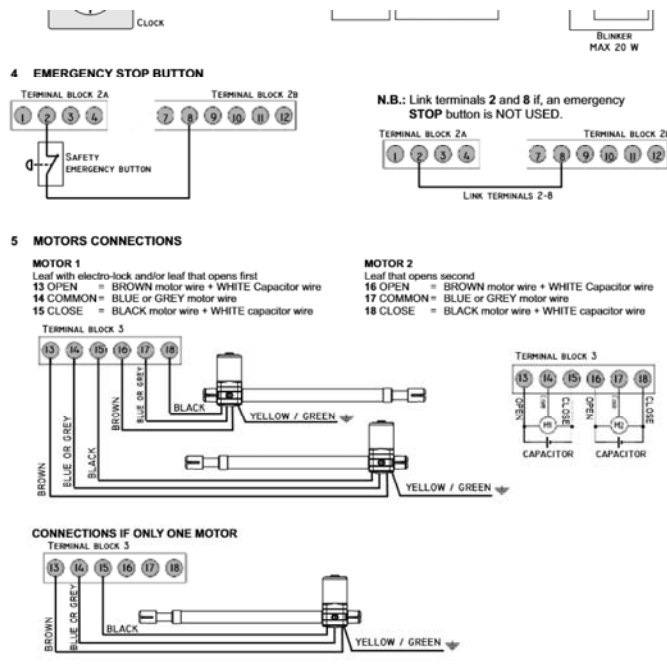 CLOCK
BLINKER
MAX 20 W
4 EMERGENCY STOP BUTTON
TERMINAL BLOCK 2A TERMINAL BLOCK 2B
1 2 3 4 7 8 9 10 11 12
SAFETY
EMERGENCY BUTTON
N.B.: Link terminals 2 and 8 if, an emergency
STOP button is NOT USED.
TERMINAL BLOCK 2A TERMINAL BLOCK
1 2 3 4 7 8 9 10 11 12
LINK TERMINALS 2-8
5 MOTORS CONNECTIONS
MOTOR 1
Leaf with electro-lock and/or leaf that opens first
13 OPEN = BROWN motor wire + WHITE Capacitor wire
14 COMMON = BLUE or GREY motor wire
15 CLOSE = BLACK motor wire + WHITE capacitor wire
MOTOR 2
Leaf that opens second
16 OPEN = BROWN motor wire + WHITE Capacitor wire
17 COMMON = BLUE or GREY motor wire
18 CLOSE = BLACK motor wire + WHITE capacitor wire
TERMINAL BLOCK 3
13 14 15 16 17 18
BROWN
BLUE OR GREY
BLACK
BROWN
BLUE OR GREY
BLACK
YELLOW / GREEN
YELLOW / GREEN
TERMINAL BLOCK 3
13 14 15 16 17 18
OPEN
CLOSE
OPEN
CLOSE
M1 M2
CAPACITOR CAPACITOR
CONNECTIONS IF ONLY ONE MOTOR
TERMINAL BLOCK 3
13 14 15 16 17 18
BROWN
BLUE OR GREY
BLACK
YELLOW / GREEN